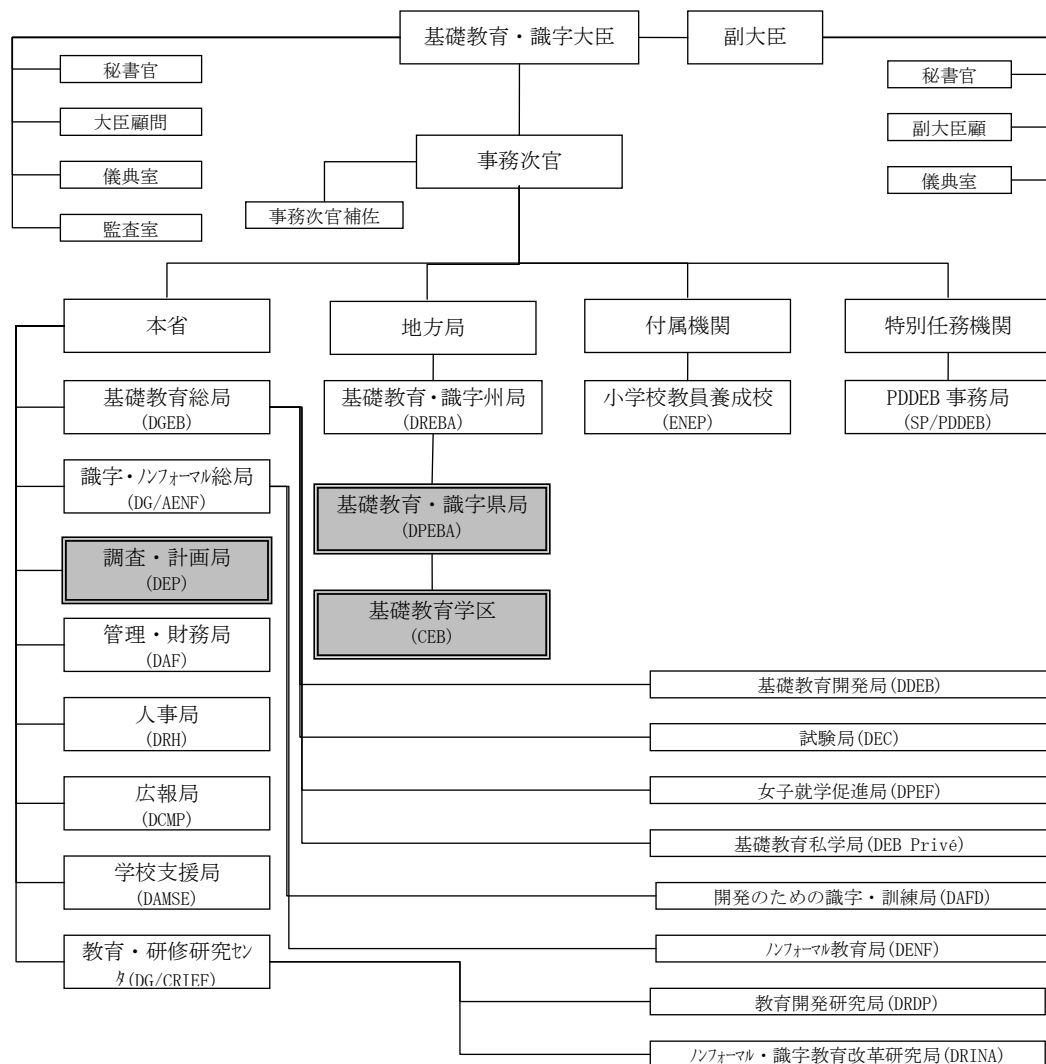 基礎教育・識字大臣
副大臣
秘書官
大臣顧問
儀典室
監査室
秘書官
副大臣顧
儀典室
事務次官
事務次官補佐
本省
地方局
付属機関
特別任務機関
基礎教育総局
(DGEB)
基礎教育・識字州局
(DREBA)
小学校教員養成校
(ENEP)
PDDEB 事務局
(SP/PDDEB)
識字・ノンフォーマル総局
(DG/AENF)
基礎教育・識字県局
(DPEBA)
調査・計画局
(DEP)
基礎教育学区
(CEB)
管理・財務局
(DAF)
人事局
(DRH)
広報局
(DCMP)
学校支援局
(DAMSE)
教育・研修研究セン
タ(DG/CRIEF)
基礎教育開発局(DDEB)
試験局(DEC)
女子就学促進局(DPEF)
基礎教育私学局(DEB Privé)
開発のための識字・訓練局(DAFD)
ノンフォーマル教育局(DENF)
教育開発研究局(DRDP)
ノンフォーマル・識字教育改革研究局(DRINA)